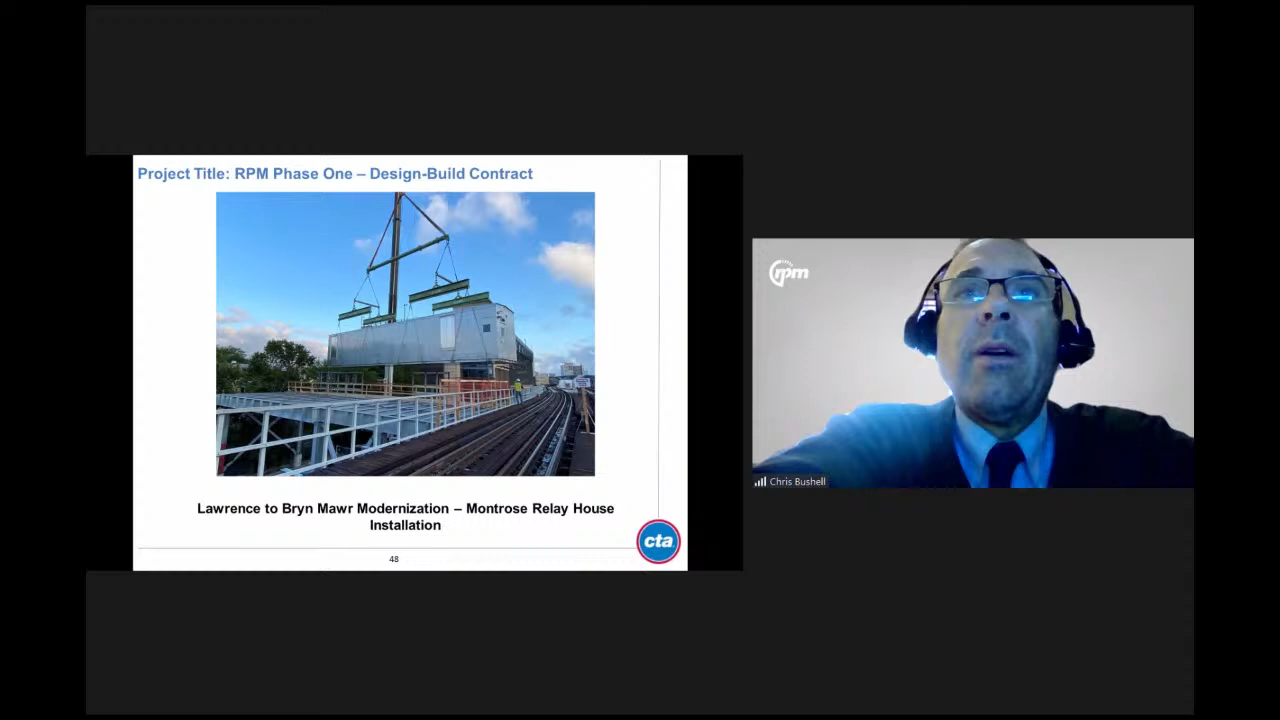 Project Title: RPM Phase One – Design-Build Contract
Lawrence to Bryn Mawr Modernization – Montrose Relay House
Installation
cta
48
rpm
Chris Bushell